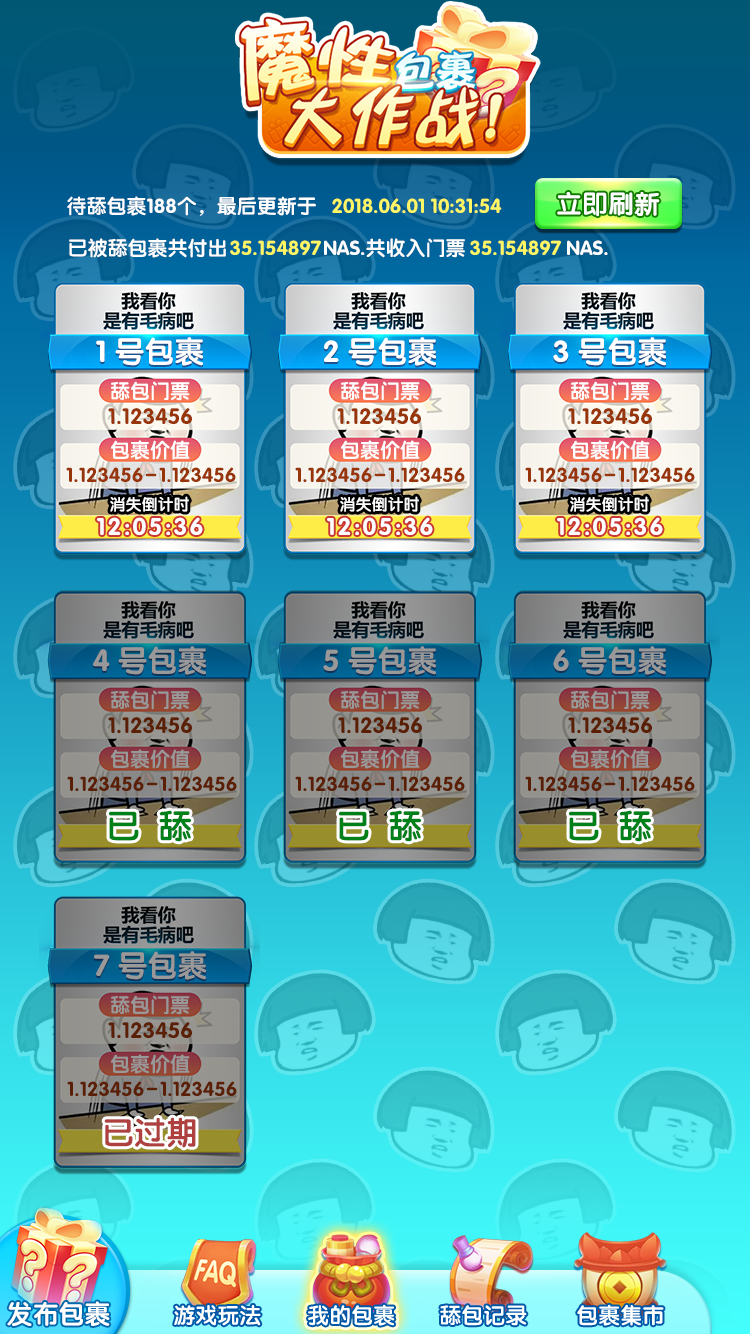 魔性包裹
大作战!
待舔包裹188个，最后更新于 2018.06.01 10:31:54
立即刷新
已被舔包裹共付出35.154897NAS.共收入门票 35.154897 NAS.
我看你
是有毛病吧
1 号包裹
舔包门票
1.123456
包裹价值
1.123456-1.123456
消失倒计时
12:05:36
我看你
是有毛病吧
2 号包裹
舔包门票
1.123456
包裹价值
1.123456-1.123456
消失倒计时
12:05:36
我看你
是有毛病吧
3 号包裹
舔包门票
1.123456
包裹价值
1.123456-1.123456
消失倒计时
12:05:36
我看你
是有毛病吧
4 号包裹
舔包门票
1.123456
包裹价值
1.123456-1.123456
已 舔
我看你
是有毛病吧
5 号包裹
舔包门票
1.123456
包裹价值
1.123456-1.123456
已 舔
我看你
是有毛病吧
6 号包裹
舔包门票
1.123456
包裹价值
1.123456-1.123456
已 舔
我看你
是有毛病吧
7 号包裹
舔包门票
1.123456
包裹价值
1.123456-1.123456
已过期
? ?
发布包裹
FAQ
游戏玩法
我的包裹
舔包记录
包裹集市